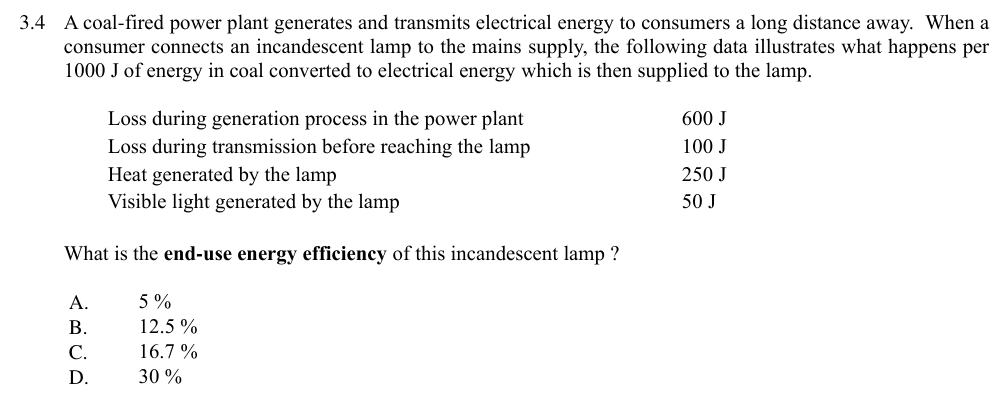 3.4 A coal-fired power plant generates and transmits electrical energy to consumers a long distance away. When a
consumer connects an incandescent lamp to the mains supply, the following data illustrates what happens per
1000 J of energy in coal converted to electrical energy which is then supplied to the lamp.
Loss during generation process in the power plant 600 J
Loss during transmission before reaching the lamp 100 J
Heat generated by the lamp 250 J
Visible light generated by the lamp 50 J
What is the end-use energy efficiency of this incandescent lamp ?
A. 5 %
B. 12.5 %
C. 16.7 %
D. 30 %